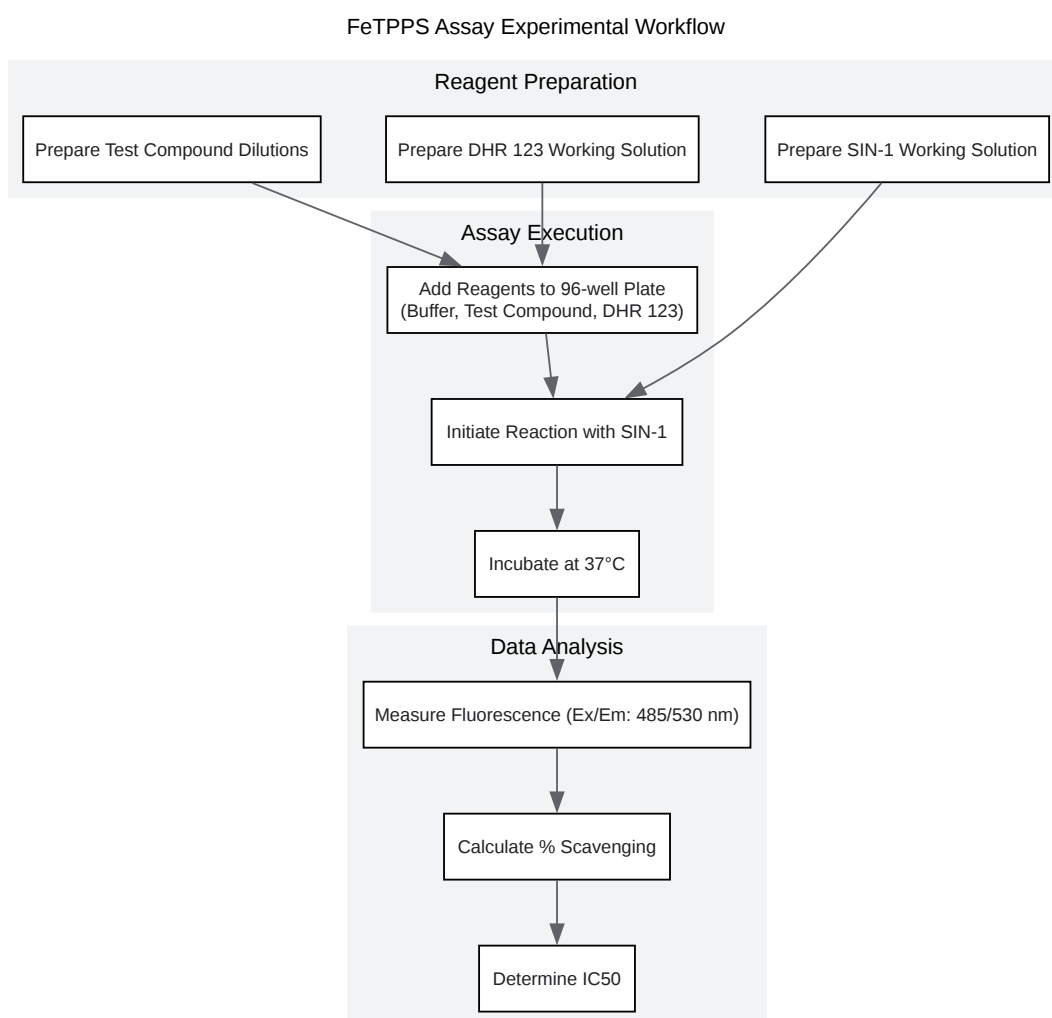 FeTPPS Assay Experimental Workflow
Reagent Preparation
Prepare Test Compound Dilutions
Prepare DHR 123 Working Solution
Prepare SIN-1 Working Solution
Assay Execution
Add Reagents to 96-well Plate
(Buffer, Test Compound, DHR 123)
Initiate Reaction with SIN-1
Incubate at 37°C
Data Analysis
Measure Fluorescence (Ex/Em: 485/530 nm)
Calculate % Scavenging
Determine IC50